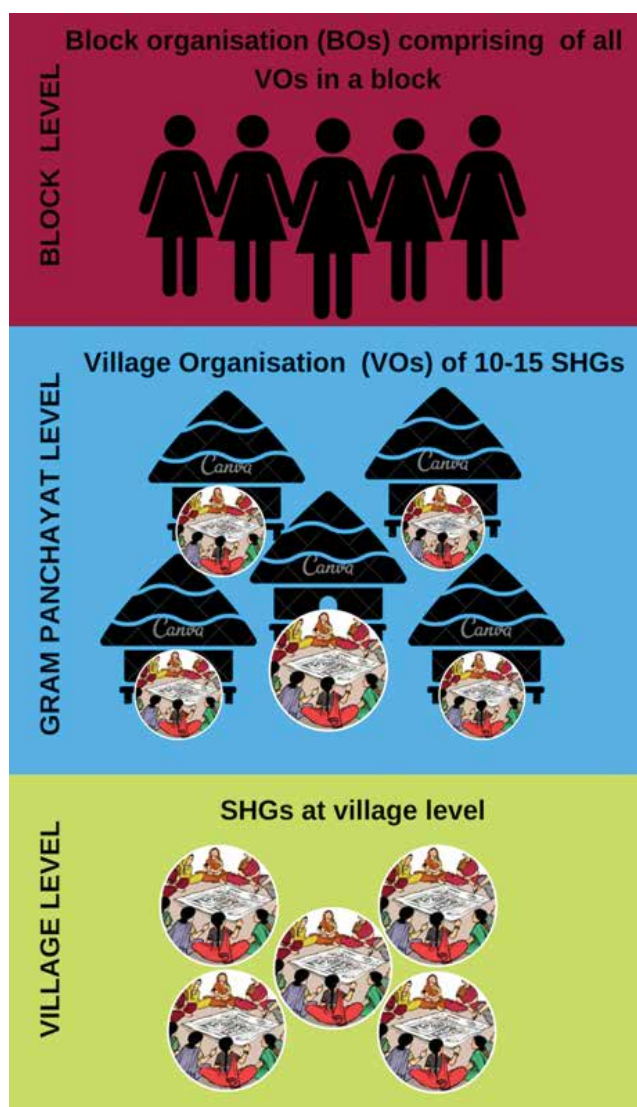 BLOCK LEVEL
Block organisation (BOs) comprising of all
VOs in a block
GRAM PANCHAYAT LEVEL
Village Organisation (VOs) of 10-15 SHGs
Canva
Canva
Canva
Canva
Canva
VILLAGE LEVEL
SHGs at village level